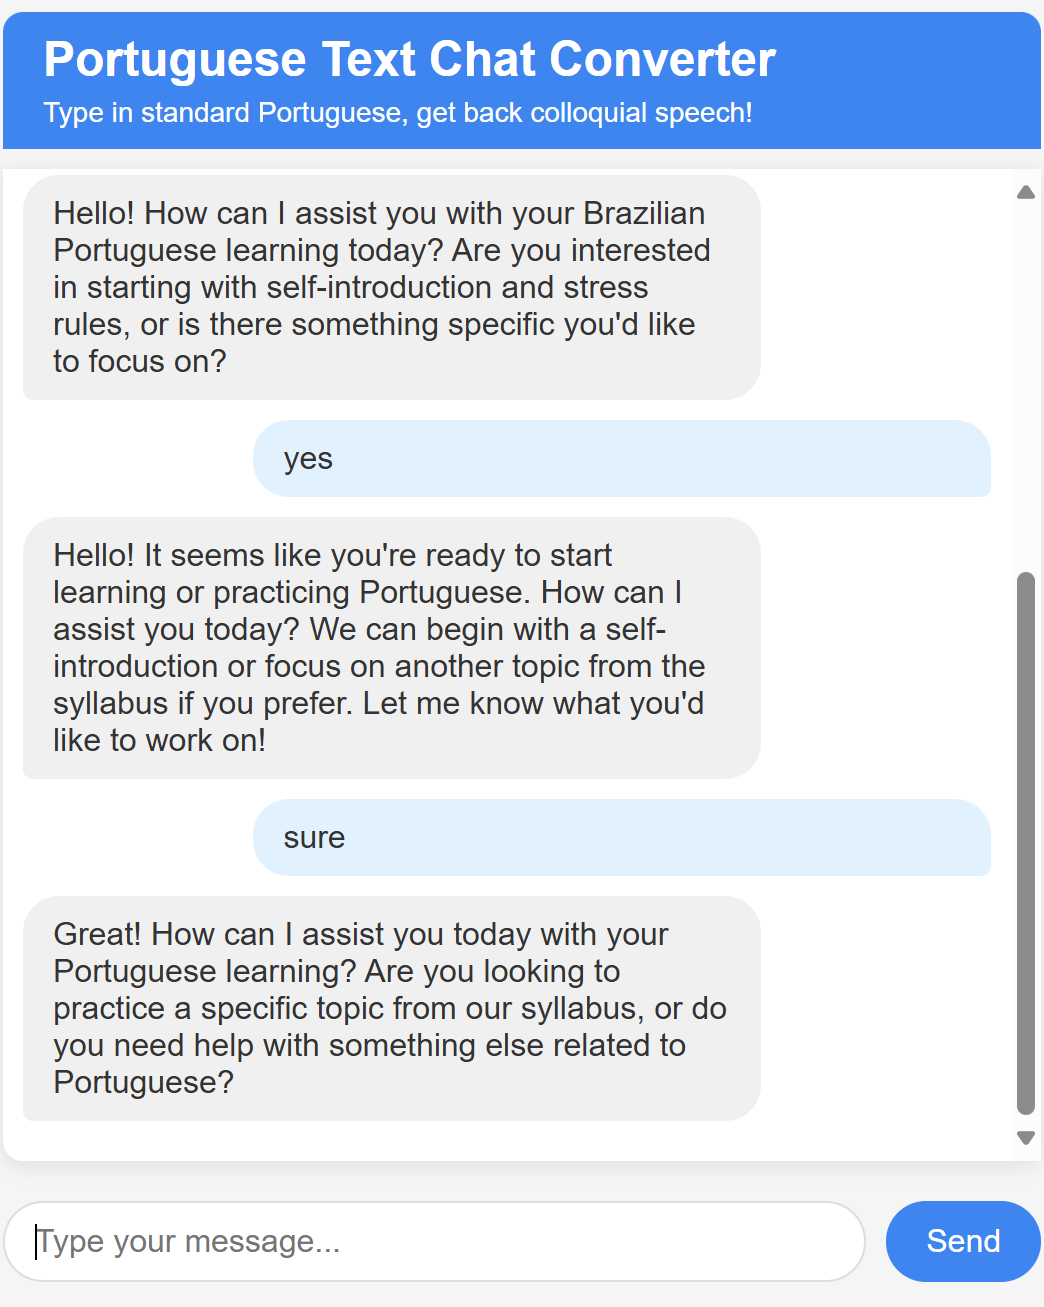 Portuguese Text Chat Converter
Type in standard Portuguese, get back colloquial speech!
Hello! How can I assist you with your Brazilian
Portuguese learning today? Are you interested
in starting with self-introduction and stress
rules, or is there something specific you'd like
to focus on?
yes
Hello! It seems like you're ready to start
learning or practicing Portuguese. How can I
assist you today? We can begin with a self-
introduction or focus on another topic from the
syllabus if you prefer. Let me know what you'd
like to work on!
sure
Great! How can I assist you today with your
Portuguese learning? Are you looking to
practice a specific topic from our syllabus, or do
you need help with something else related to
Portuguese?
Type your message...
Send